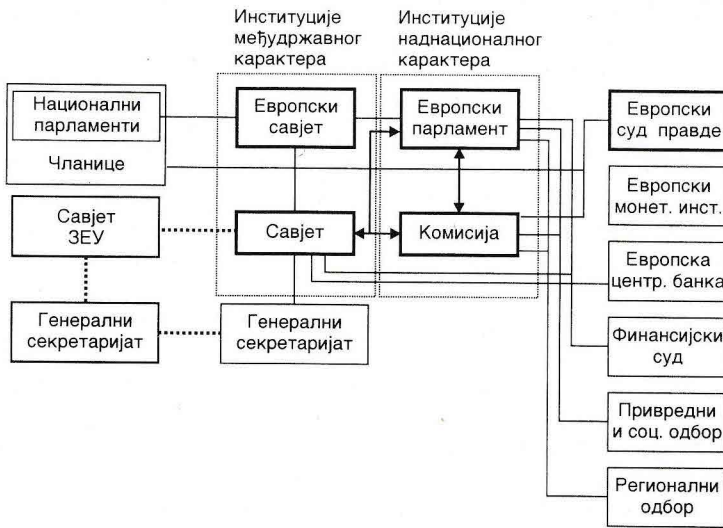 Институције
међудржавног
карактера
Институције
наднационалног
карактера
Национални
парламенти
Чланице
Европски
савјет
Европски
парламент
Европски
суд правде
Савјет
ЗЕУ
Савјет
Комисија
Европски
монет. инст.
Европска
центр. банка
Генерални
секретаријат
Генерални
секретаријат
Финансијски
суд
Привредни
и соц. одбор
Регионални
одбор